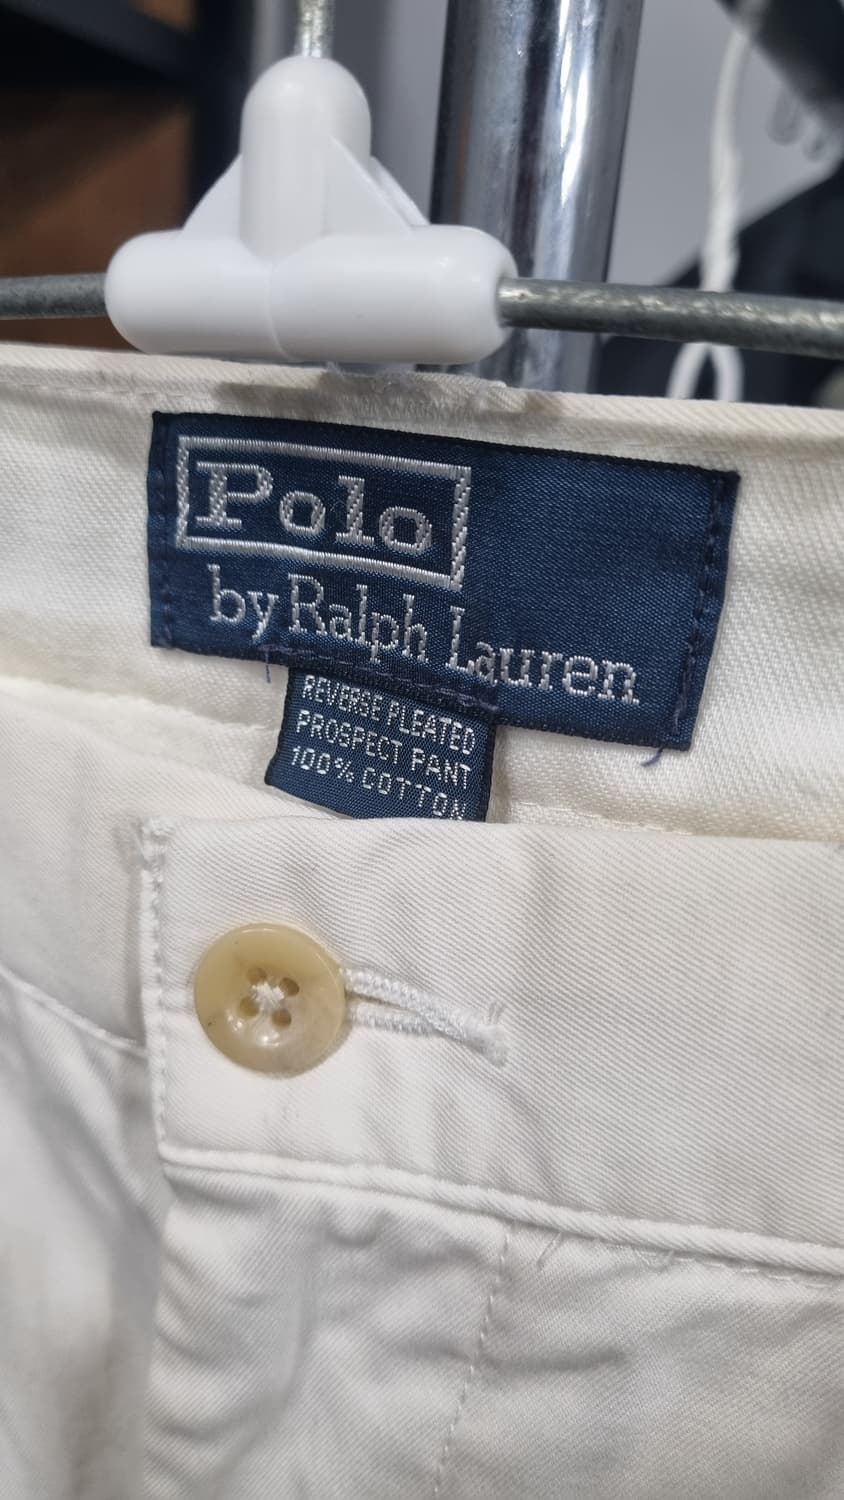 Polo
by Ralph Lauren
REVERSE PLEATED
PROSPECT PANT
100% COTTON